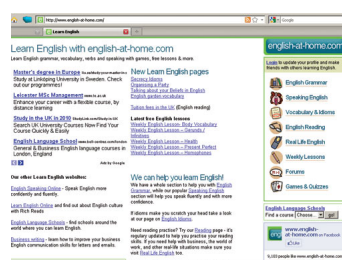 http://www.english-at-home.com/
Google
Learn English
Learn English with english-at-home.com
Learn English grammar, vocabulary, verbs and speaking with games, free lessons & more.
Master's degree in Europe
Study at Linköping University in Sweden. Check
out our programmes!
Leicester MSc Management
Enhance your career with a flexible course, by
distance learning
Study in the UK in 2010
Search UK University Courses Now Find Your
Course Quickly & Easily
English Language School
General & Business English language courses in
London, England
Ads by Google
Our other Learn English websites:
English Speaking Online - Speak English more
confidently and fluently.
Learn English Online and find out about English culture
with Rich Reads
English Language Schools - find schools around the
world where you can learn English.
Business writing - learn how to improve your business
English communication skills for letters and emails.
New Learn English pages
Secrecy Idioms
Organising a Party
Talking about your Beliefs in English
English garden vocabulary
Tuition fees in the UK (English reading)
Latest free English lessons
Weekly English Lesson: Body Vocabulary
Weekly English Lesson - Gerunds /
Infinitives
Weekly English Lesson - Health
Weekly English Lesson - Present Perfect
Weekly English Lesson - Homophones
We can help you learn English!
We have a whole section to help you with English
Grammar, while our popular Speaking English
section will help you speak fluently and with more
confidence.
If idioms make you scratch your head take a look
at our page on English Idioms.
Need reading practise? Try our Reading page - it's
regulary updated to help you practise your reading
skills. If you need help with business, the world of
work, and other real-life situations make sure you
visit Real Life English too.
english-at-home.com
Login to update your profile and make
friends with others learning English.
English Grammar
Speaking English
Vocabulary & Idioms
English Reading
Real Life English
Weekly Lessons
Forums
Games & Quizzes
English Language Schools
Find a course Choose go!
www.english-
at-home.com on Facebook
Like
9,103 people like www.english-at-home.com